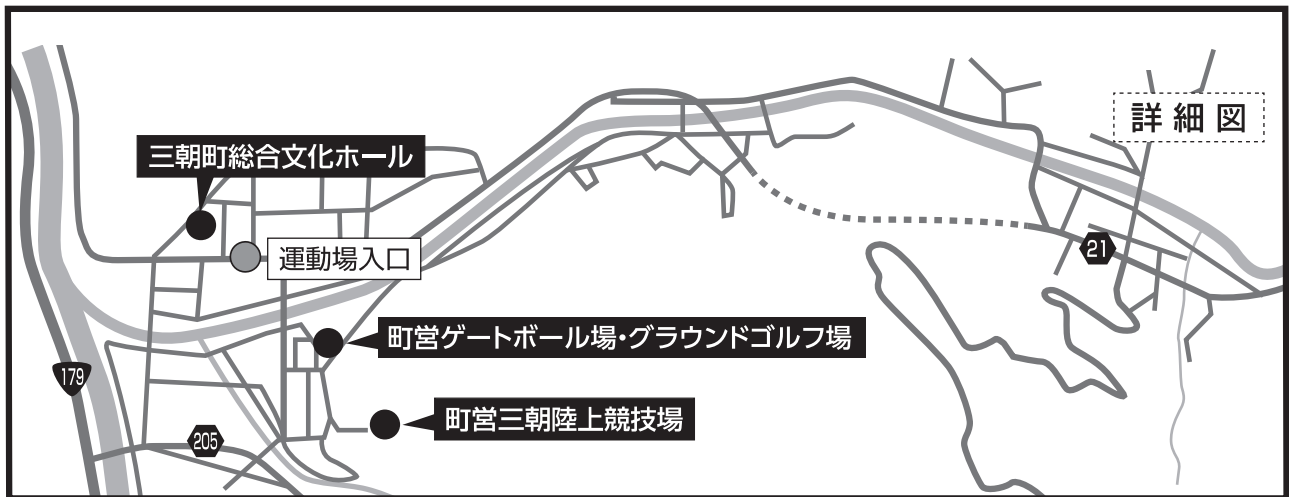 詳細図
三朝町総合文化ホール
運動場入口
21
町営ゲートボール場・グラウンドゴルフ場
179
町営三朝陸上競技場
205